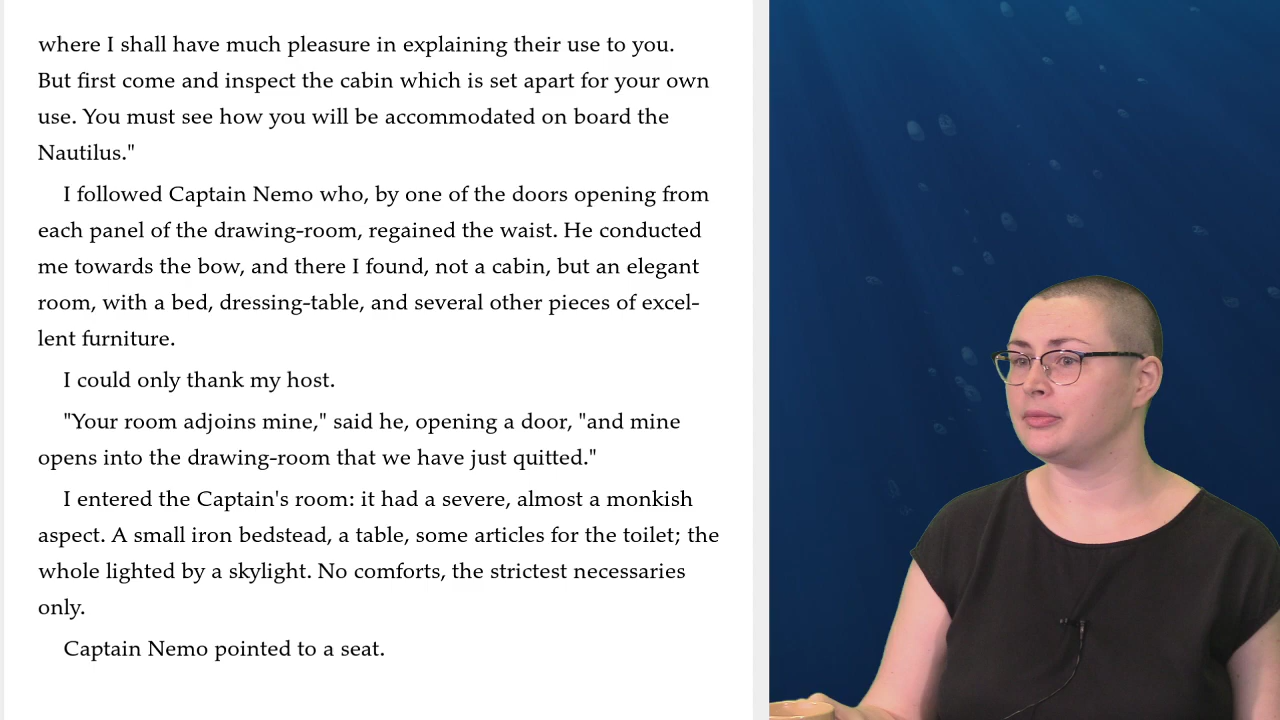 where I shall have much pleasure in explaining their use to you.
But first come and inspect the cabin which is set apart for your own
use. You must see how you will be accommodated on board the
Nautilus."
I followed Captain Nemo who, by one of the doors opening from
each panel of the drawing-room, regained the waist. He conducted
me towards the bow, and there I found, not a cabin, but an elegant
room, with a bed, dressing-table, and several other pieces of excel-
lent furniture.
I could only thank my host.
"Your room adjoins mine," said he, opening a door, "and mine
opens into the drawing-room that we have just quitted."
I entered the Captain's room: it had a severe, almost a monkish
aspect. A small iron bedstead, a table, some articles for the toilet; the
whole lighted by a skylight. No comforts, the strictest necessaries
only.
Captain Nemo pointed to a seat.